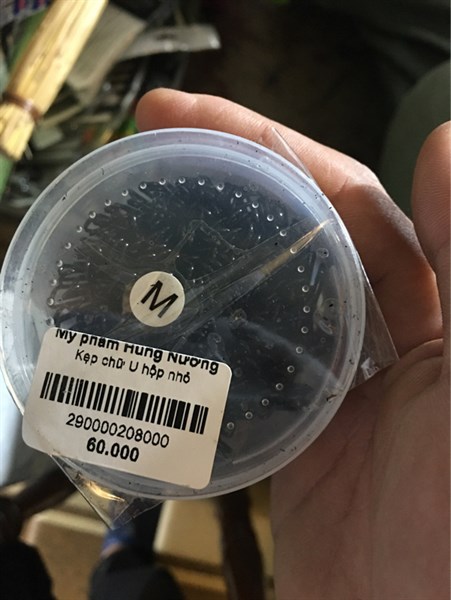 M
Mỹ phẩm Hùng Nương
Kẹp chữ U hộp nhỏ
290000208000
60.000